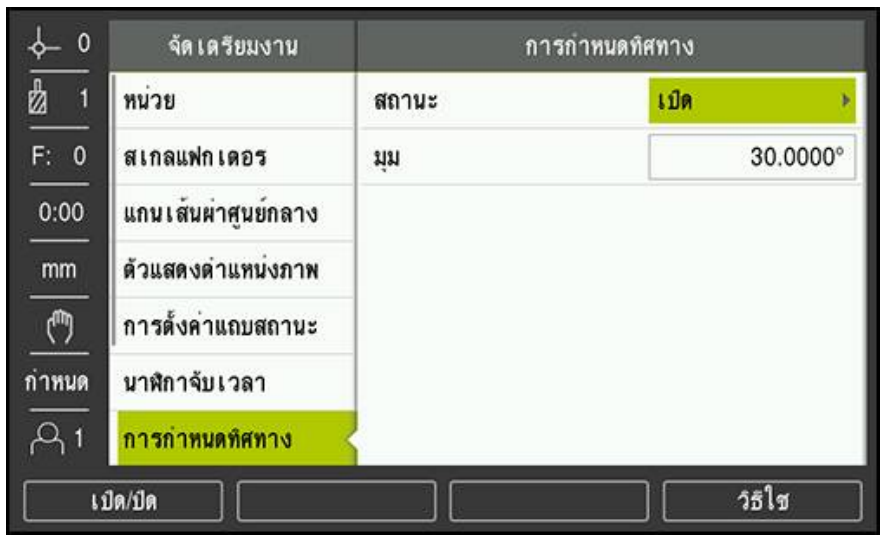 0
1
F: 0
0:00
mm
กำหนด
1
จัดเตรียมงาน
หน่วย
สเกลแฟกเตอร์
แกนเส้นผ่าศูนย์กลาง
ตัวแสดงตำแหน่งภาพ
การตั้งค่าแถบสถานะ
นาฬิกาจับเวลา
การกำหนดทิศทาง
การกำหนดทิศทาง
สถานะ
เปิด
มุม
30.0000°
เปิด/ปิด
วิธีใช้